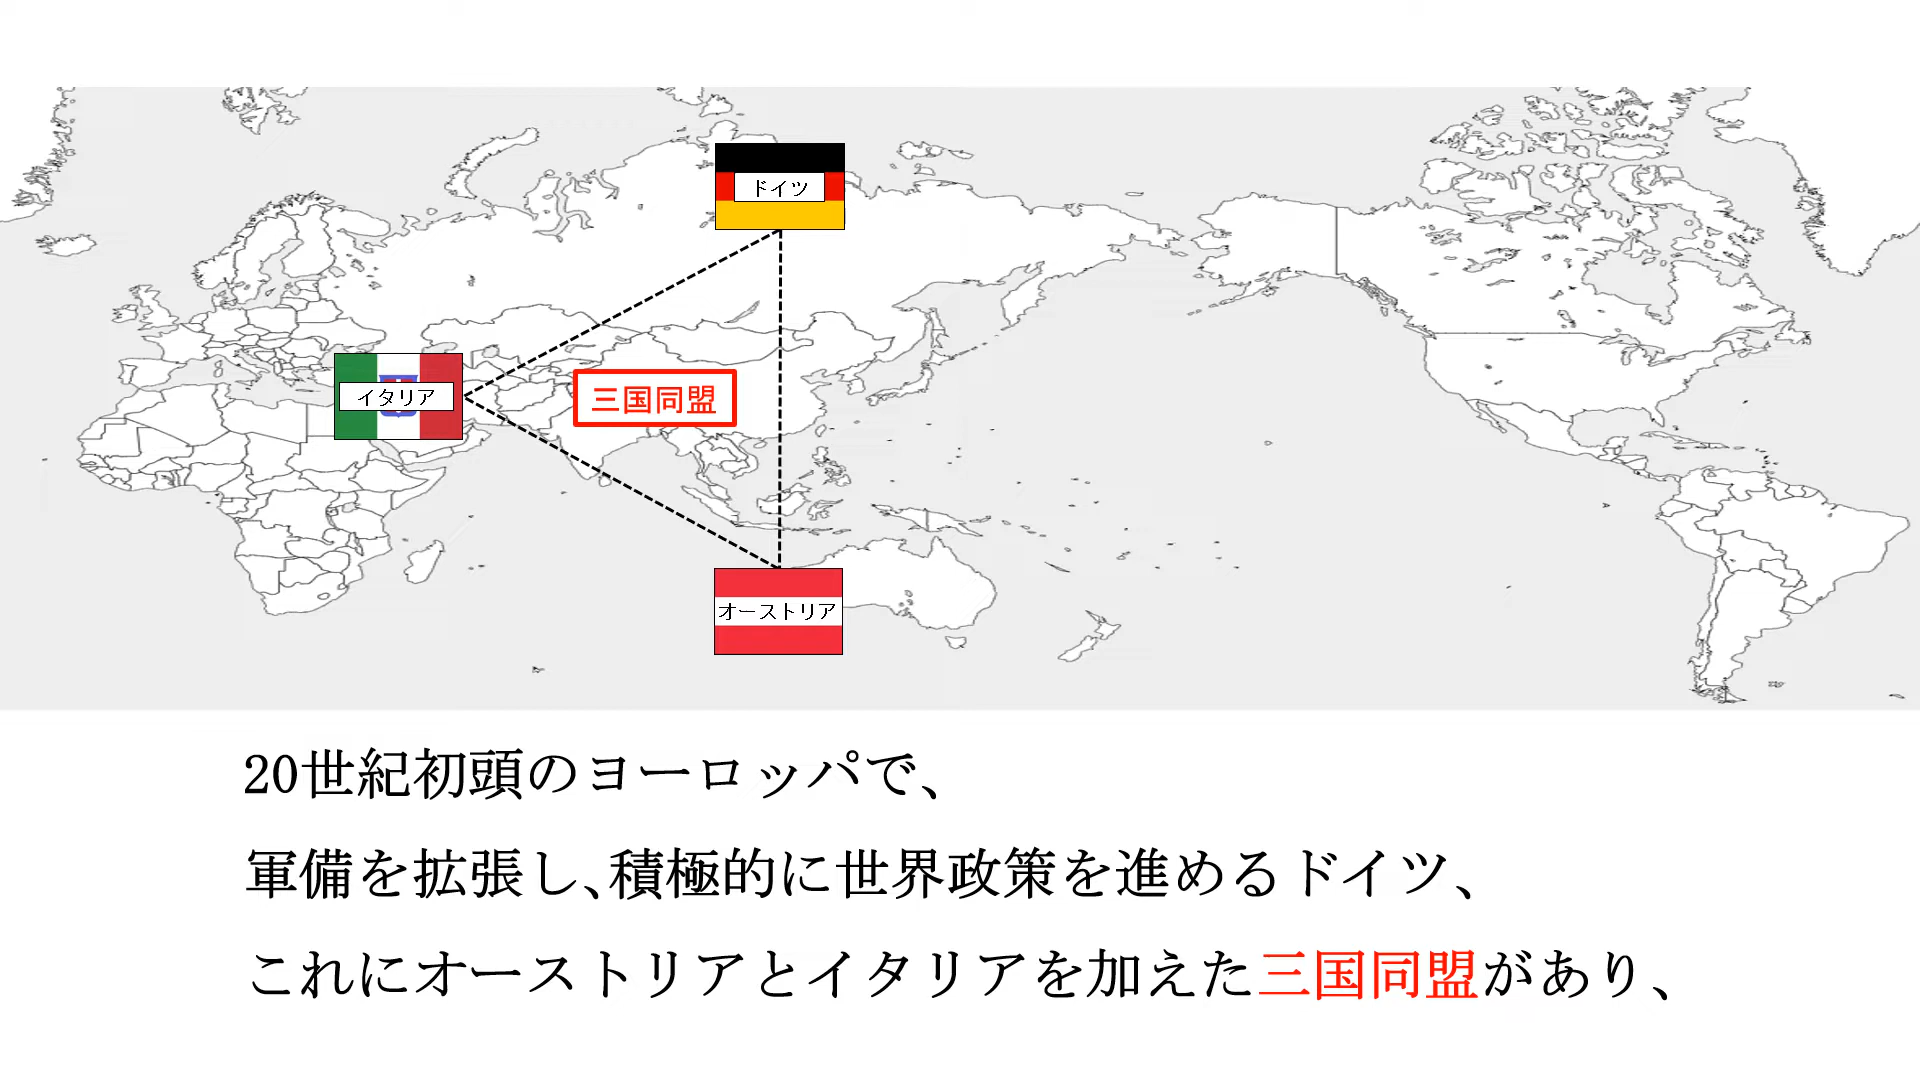 ドイツ
イタリア
三国同盟
オーストリア
20世紀初頭のヨーロッパで、
軍備を拡張し､積極的に世界政策を進めるドイツ、
これにオーストリアとイタリアを加えた三国同盟があり、